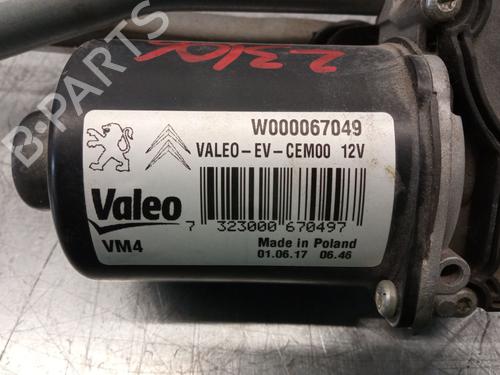 W000067049
VALEO-EV-CEM00 12V
Valeo
7 323000 670497
VM4
Made in Poland
01.06.17 06.46
B-PARTS